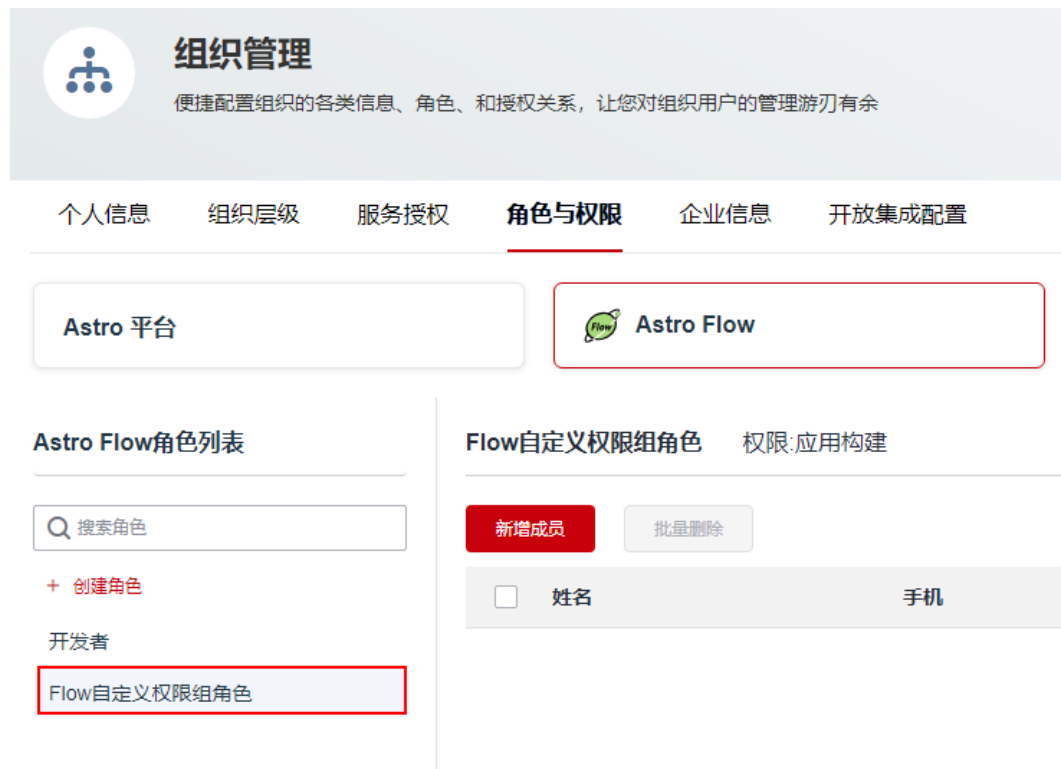 组织管理
便捷配置组织的各类信息、角色、和授权关系，让您对组织用户的管理游刃有余
个人信息 组织层级 服务授权 角色与权限 企业信息 开放集成配置
Astro 平台
Flow Astro Flow
Astro Flow角色列表
Flow自定义权限组角色 权限:应用构建
搜索角色
新增成员 批量删除
+ 创建角色
姓名 手机
开发者
Flow自定义权限组角色